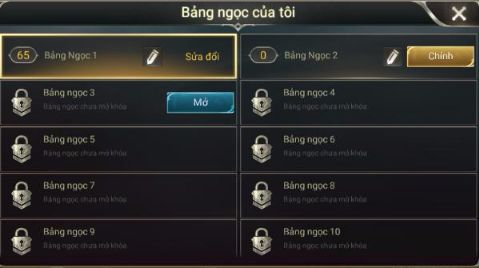 Bảng ngọc của tôi
65 Bảng Ngọc 1 Sửa đổi
0 Bảng Ngọc 2 Chỉnh
Bảng ngọc 3
Bảng ngọc chưa mở khóa
Mở
Bảng ngọc 4
Bảng ngọc chưa mở khóa
Bảng ngọc 5
Bảng ngọc chưa mở khóa
Bảng ngọc 6
Bảng ngọc chưa mở khóa
Bảng ngọc 7
Bảng ngọc chưa mở khóa
Bảng ngọc 8
Bảng ngọc chưa mở khóa
Bảng ngọc 9
Bảng ngọc chưa mở khóa
Bảng ngọc 10
Bảng ngọc chưa mở khóa